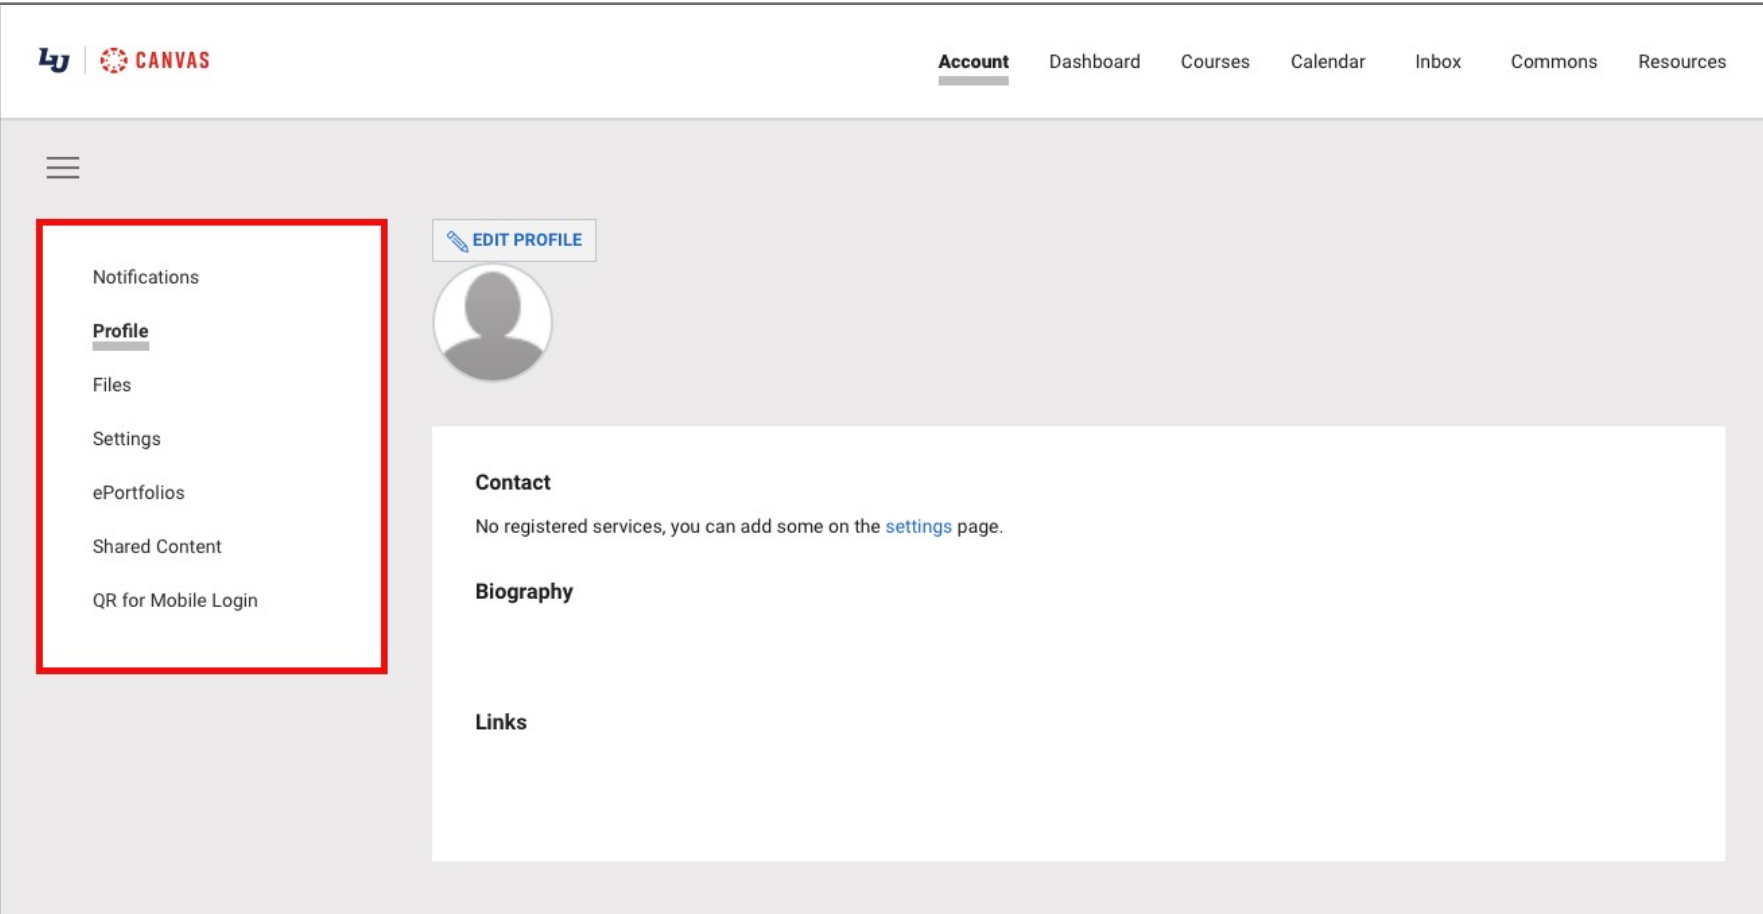 LU CANVAS
Account Dashboard Courses Calendar Inbox Commons Resources
Notifications
Profile
Files
Settings
ePortfolios
Shared Content
QR for Mobile Login
EDIT PROFILE
Contact
No registered services, you can add some on the settings page.
Biography
Links